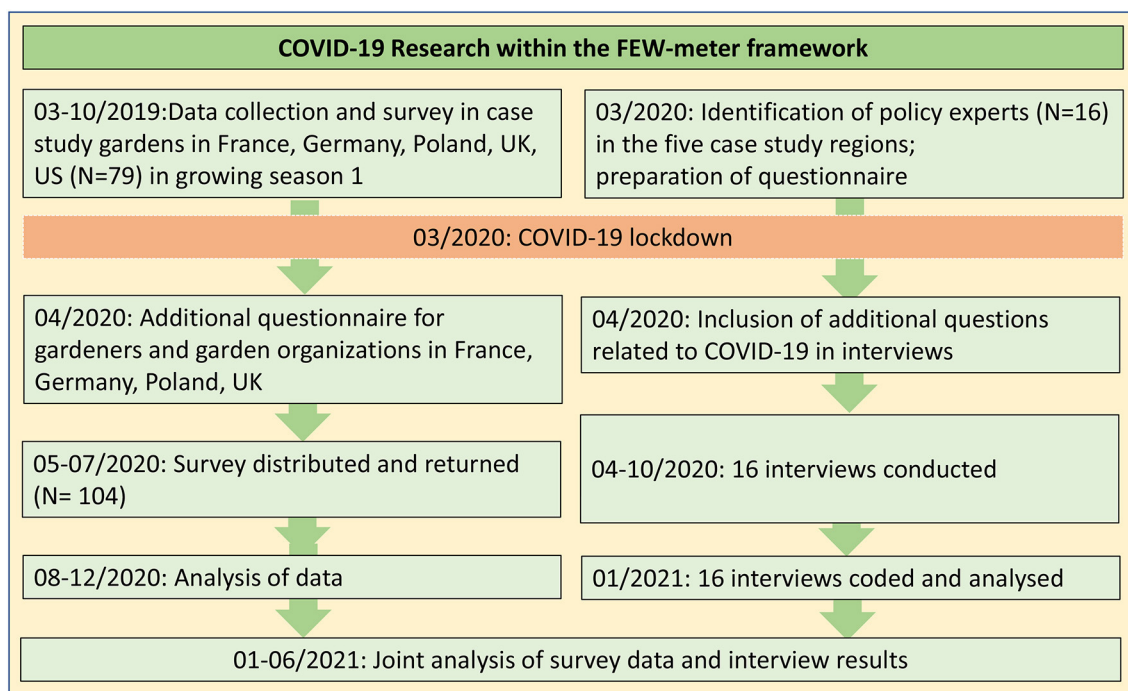 COVID-19 Research within the FEW-meter framework
03-10/2019:Data collection and survey in case
study gardens in France, Germany, Poland, UK,
US (N=79) in growing season 1
03/2020: Identification of policy experts (N=16)
in the five case study regions;
preparation of questionnaire
03/2020: COVID-19 lockdown
04/2020: Additional questionnaire for
gardeners and garden organizations in France,
Germany, Poland, UK
04/2020: Inclusion of additional questions
related to COVID-19 in interviews
05-07/2020: Survey distributed and returned
(N= 104)
04-10/2020: 16 interviews conducted
08-12/2020: Analysis of data
01/2021: 16 interviews coded and analysed
01-06/2021: Joint analysis of survey data and interview results